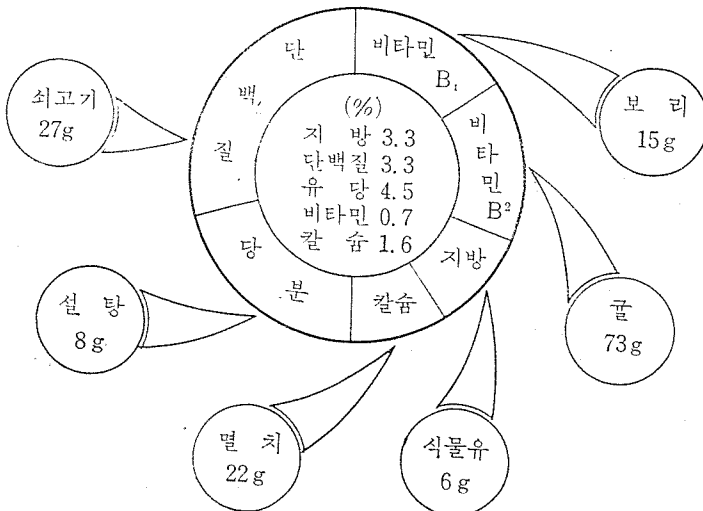 단
백
질
비타민
B₁
비
타
민
B²
지방
칼슘
당
분
(%)
지 방 3.3
단백질 3.3
유 당 4.5
비타민 0.7
칼 슘 1.6
쇠고기
27g
보 리
15g
귤
73g
식물유
6g
멸 치
22g
설 탕
8g